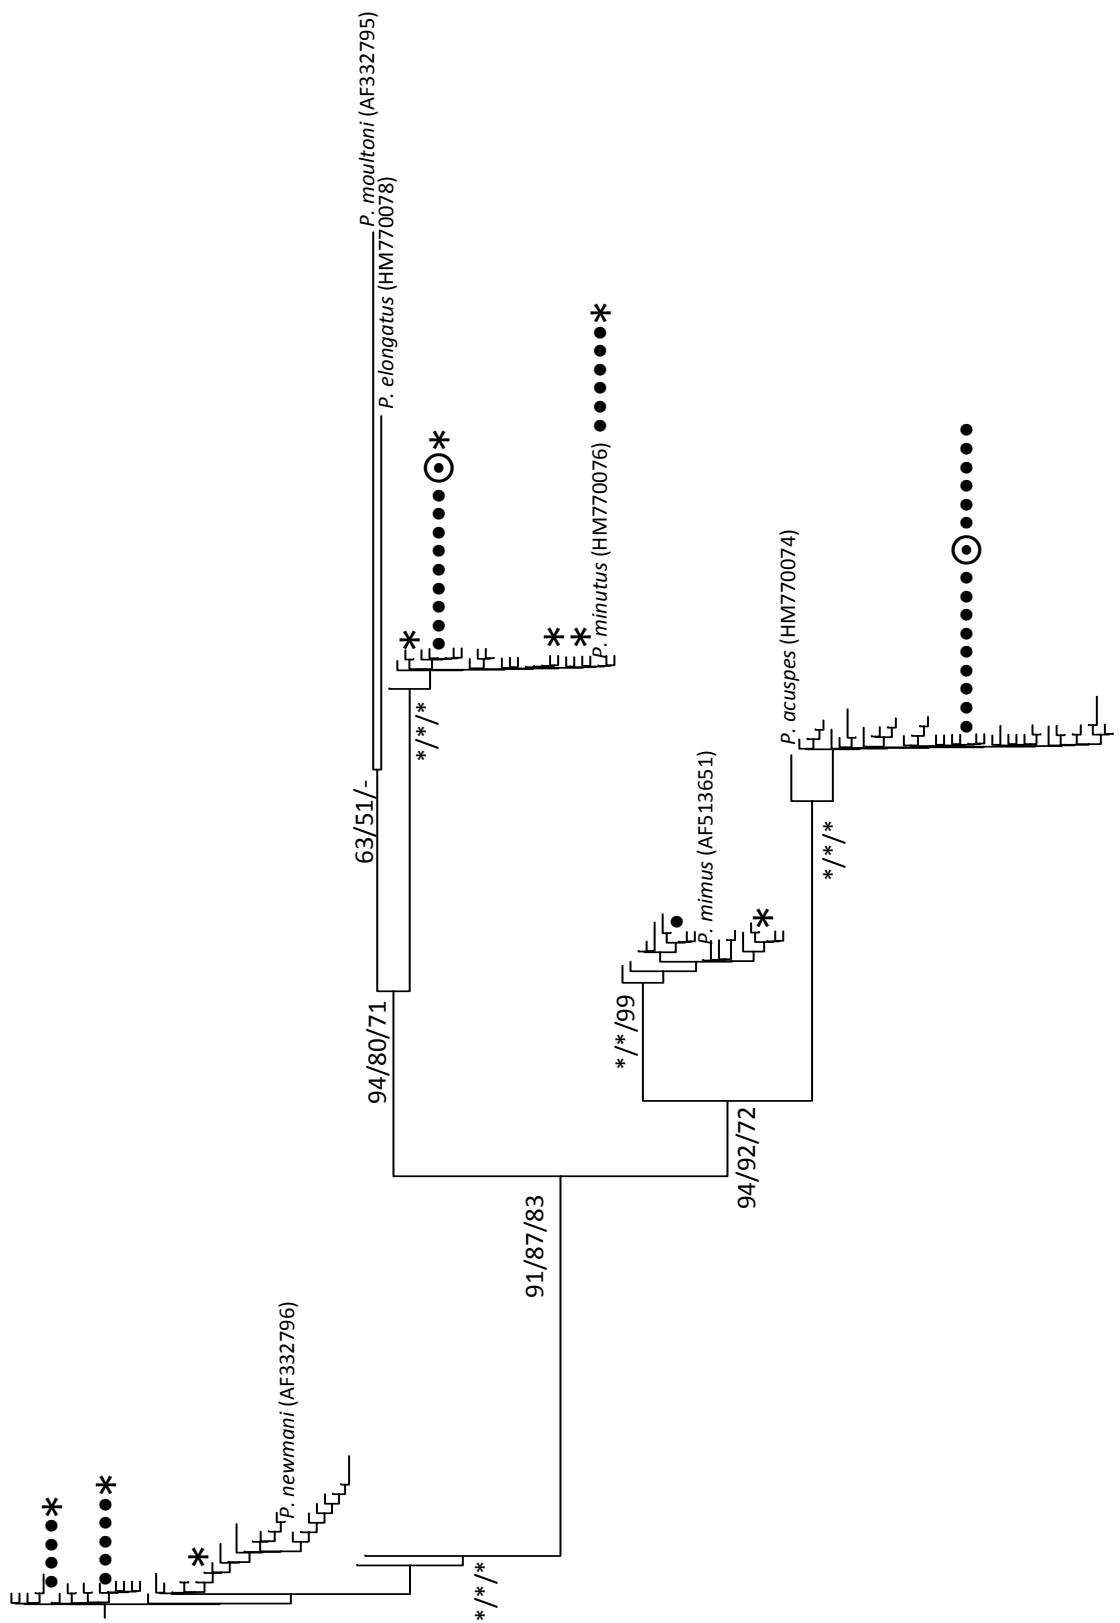 P. moultoni (AF332795)
P. elongatus (HM770078)
63/51/-
*
*
*/*/*
94/80/71
* *
P. minutus (HM770076)
*
P. mimus (AF513651)
*
*/*/99
P. acuspes (HM770074)
*/*/*
94/92/72
91/87/83
*
*
*
P. newmani (AF332796)
*/*/*